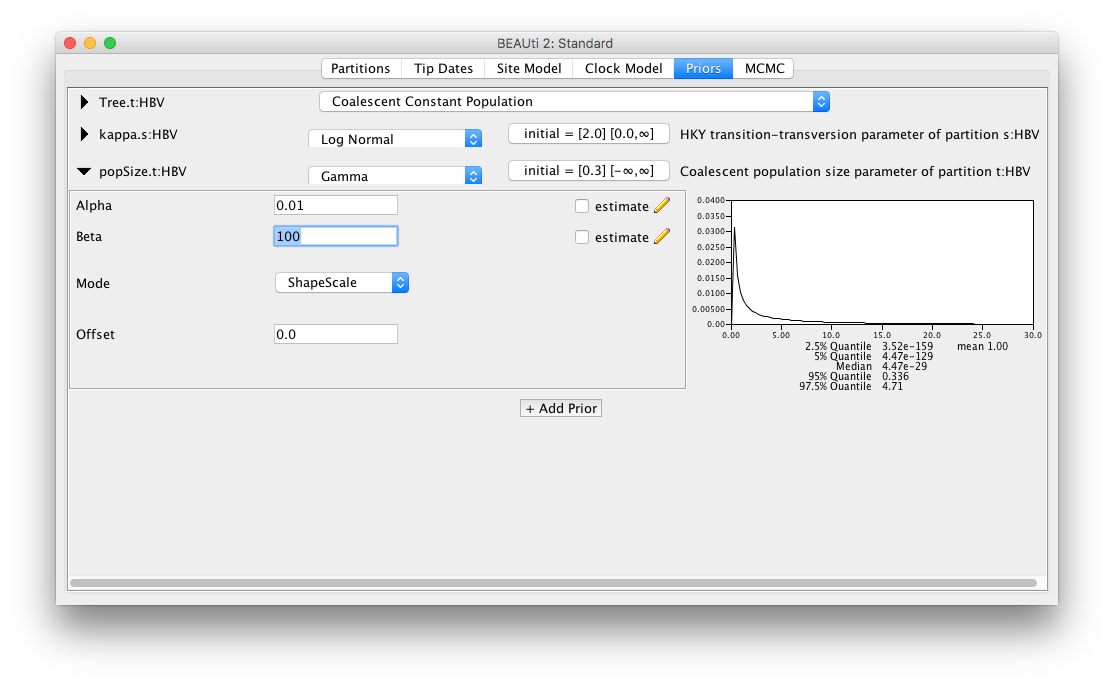 BEAUti 2: Standard
Partitions Tip Dates Site Model Clock Model Priors MCMC
Tree.t:HBV Coalescent Constant Population
kappa.s:HBV Log Normal initial = [2.0] [0.0,∞] HKY transition-transversion parameter of partition s:HBV
popSize.t:HBV Gamma initial = [0.3] [-∞,∞] Coalescent population size parameter of partition t:HBV
Alpha 0.01 estimate
Beta 100 estimate
Mode ShapeScale
Offset 0.0
0.0400
0.0350
0.0300
0.0250
0.0200
0.0150
0.0100
0.00500
0.00
0.00 5.00 10.0 15.0 20.0 25.0 30.0
2.5% Quantile 3.52e-159 mean 1.00
5% Quantile 4.47e-129
Median 4.47e-29
95% Quantile 0.336
97.5% Quantile 4.71
+ Add Prior